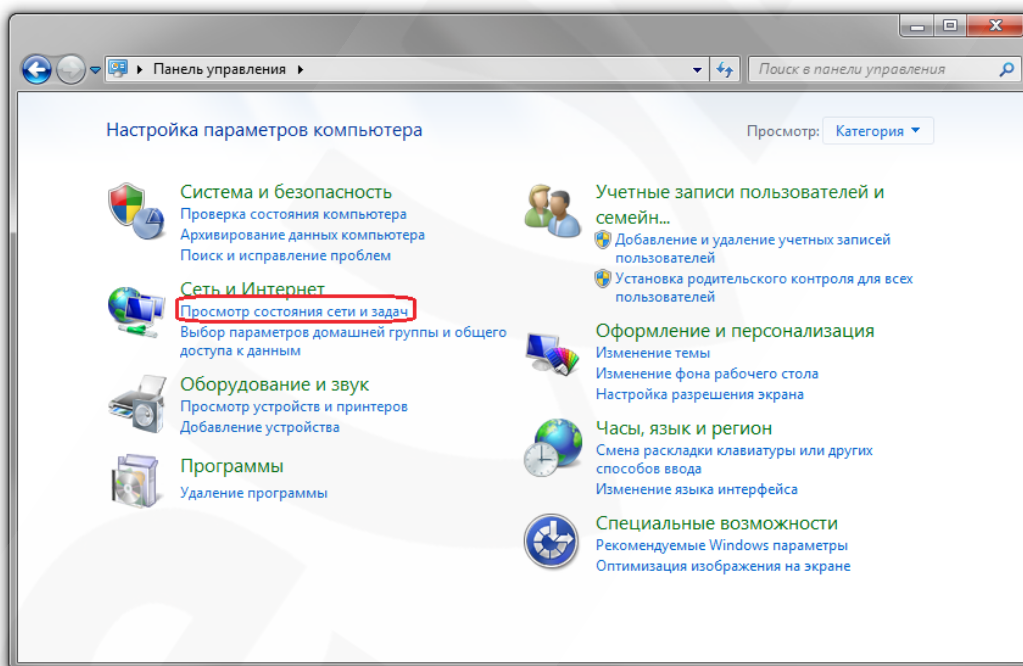 Панель управления
Поиск в панели управления
Настройка параметров компьютера
Просмотр: Категория
Система и безопасность
Проверка состояния компьютера
Архивирование данных компьютера
Поиск и исправление проблем
Сеть и Интернет
Просмотр состояния сети и задач
Выбор параметров домашней группы и общего
доступа к данным
Оборудование и звук
Просмотр устройств и принтеров
Добавление устройства
Программы
Удаление программы
Учетные записи пользователей и
семейн...
Добавление и удаление учетных записей
пользователей
Установка родительского контроля для всех
пользователей
Оформление и персонализация
Изменение темы
Изменение фона рабочего стола
Настройка разрешения экрана
Часы, язык и регион
Смена раскладки клавиатуры или других
способов ввода
Изменение языка интерфейса
Специальные возможности
Рекомендуемые Windows параметры
Оптимизация изображения на экране